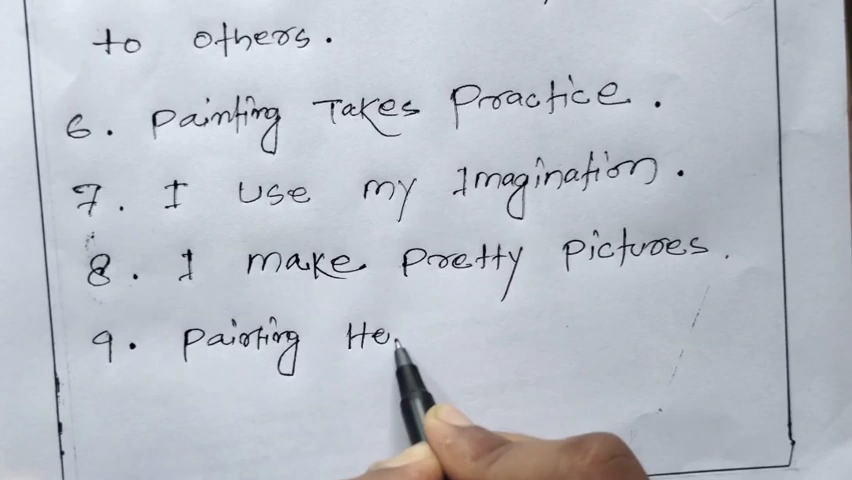 to others.
6. Painting Takes Practice.
7. I use my Imagination.
8. I make Pretty Pictures.
9. Painting He